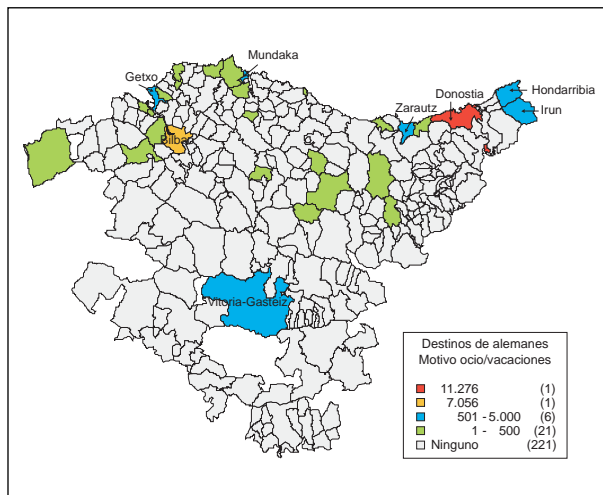 Mundaka
Getxo
Hondarribia
Donostia
Irun
Zarautz
Bilbao
Vitoria-Gasteiz
Destinos de alemanes
Motivo ocio/vacaciones
11.276 (1)
7.056 (1)
501 - 5.000 (6)
1 - 500 (21)
Ninguno (221)